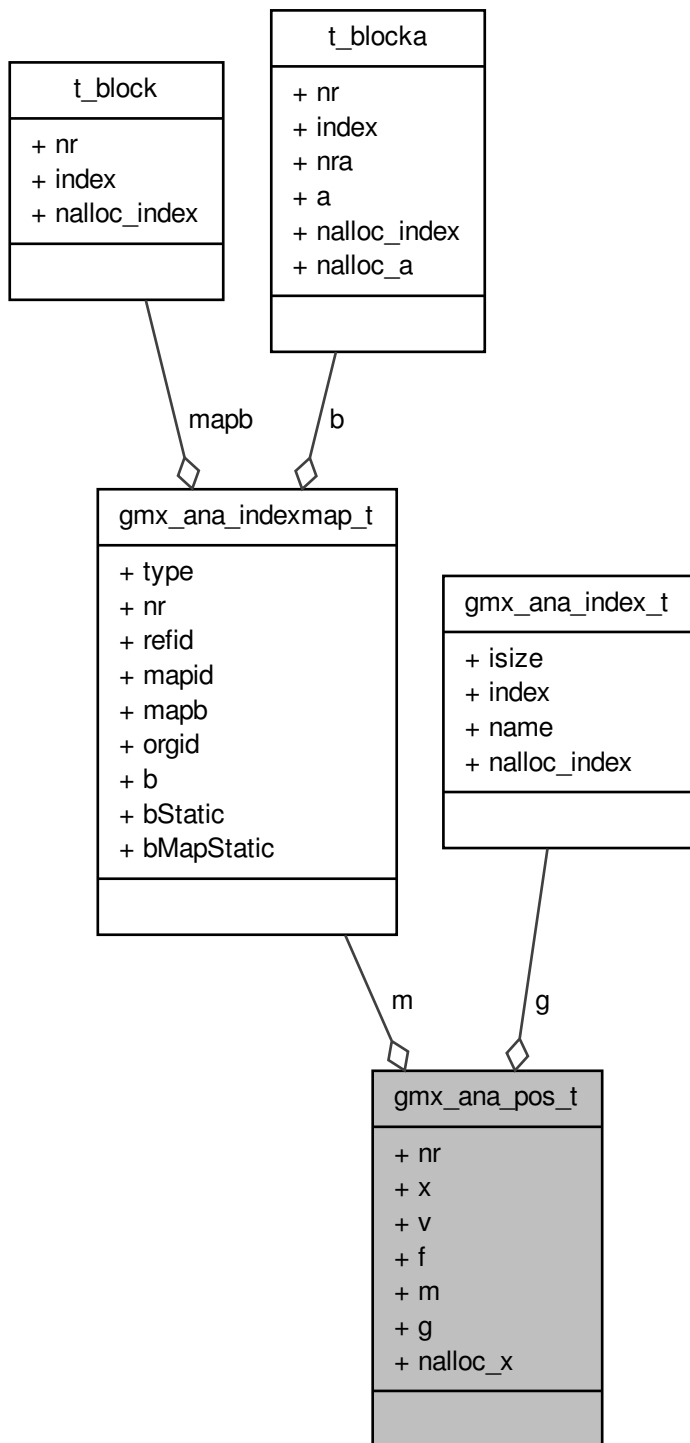 t_blocka
+ nr
+ index
+ nra
+ a
+ nalloc_index
+ nalloc_a
t_block
+ nr
+ index
+ nalloc_index
mapb
b
gmx_ana_indexmap_t
+ type
+ nr
+ refid
+ mapid
+ mapb
+ orgid
+ b
+ bStatic
+ bMapStatic
gmx_ana_index_t
+ isize
+ index
+ name
+ nalloc_index
m
g
gmx_ana_pos_t
+ nr
+ x
+ v
+ f
+ m
+ g
+ nalloc_x